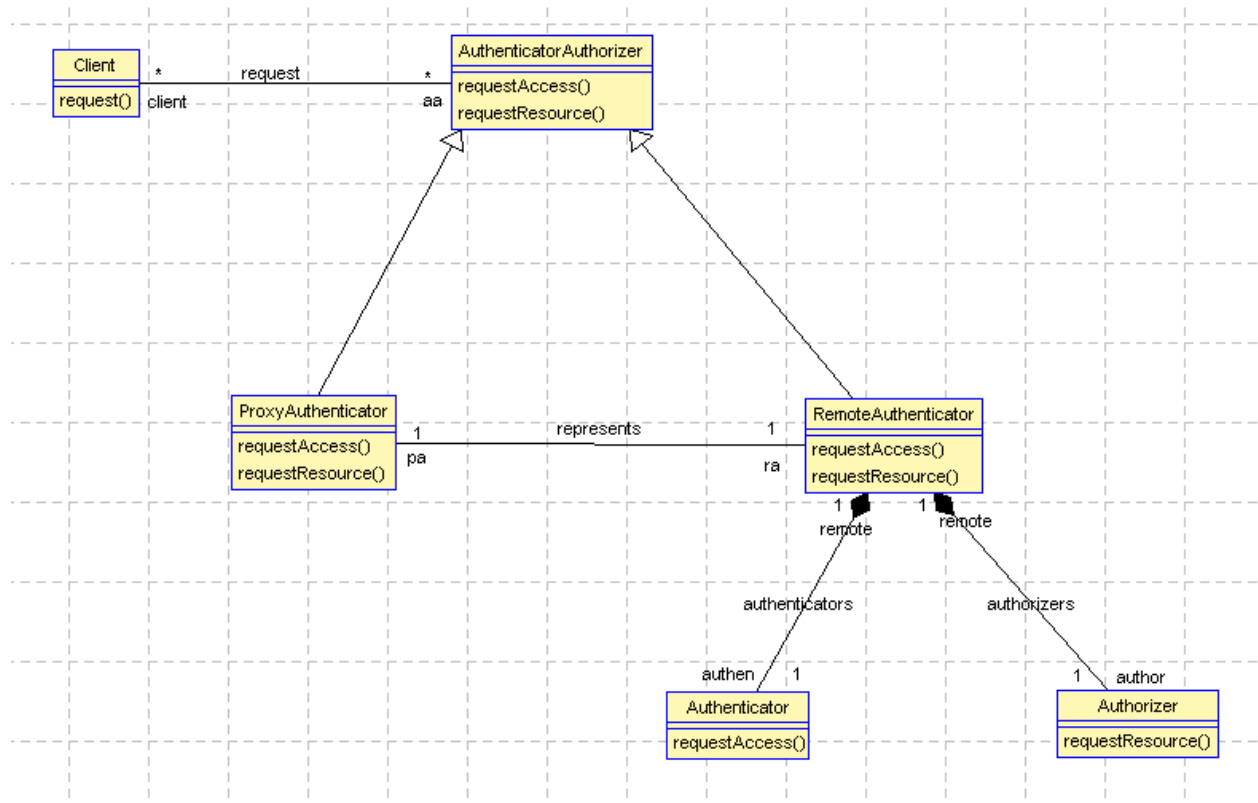 Client
request()
*
client
request
*
aa
AuthenticatorAuthorizer
requestAccess()
requestResource()
ProxyAuthenticator
requestAccess()
requestResource()
1
pa
represents
1
ra
RemoteAuthenticator
requestAccess()
requestResource()
1
remote
1
remote
authenticators
authorizers
authen
1
1
author
Authenticator
requestAccess()
Authorizer
requestResource()